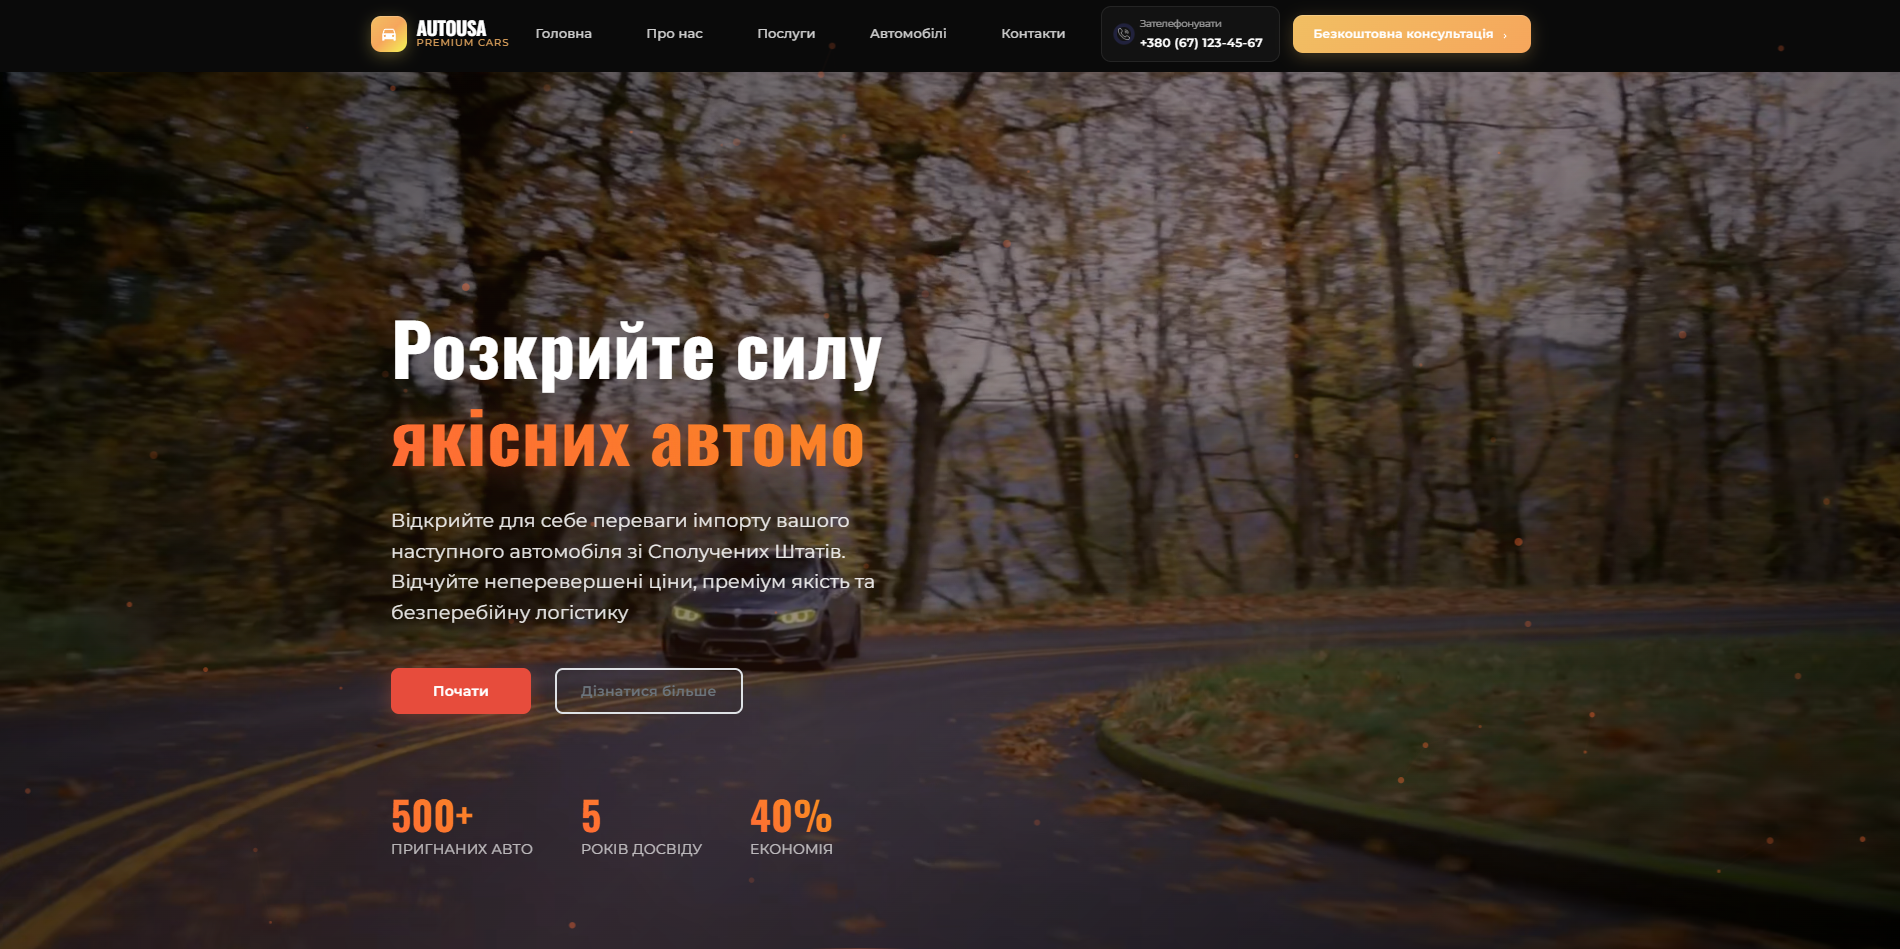 AUTOUSA
PREMIUM CARS
Головна
Про нас
Послуги
Автомобілі
Контакти
Зателефонувати
+380 (67) 123-45-67
Безкоштовна консультація ›
Розкрийте силу
якісних автомо
Відкрийте для себе переваги імпорту вашого
наступного автомобіля зі Сполучених Штатів.
Відчуйте неперевершені ціни, преміум якість та
безперебійну логістику
Почати
Дізнатися більше
500+
ПРИГНАНИХ АВТО
5
РОКІВ ДОСВІДУ
40%
ЕКОНОМІЯ